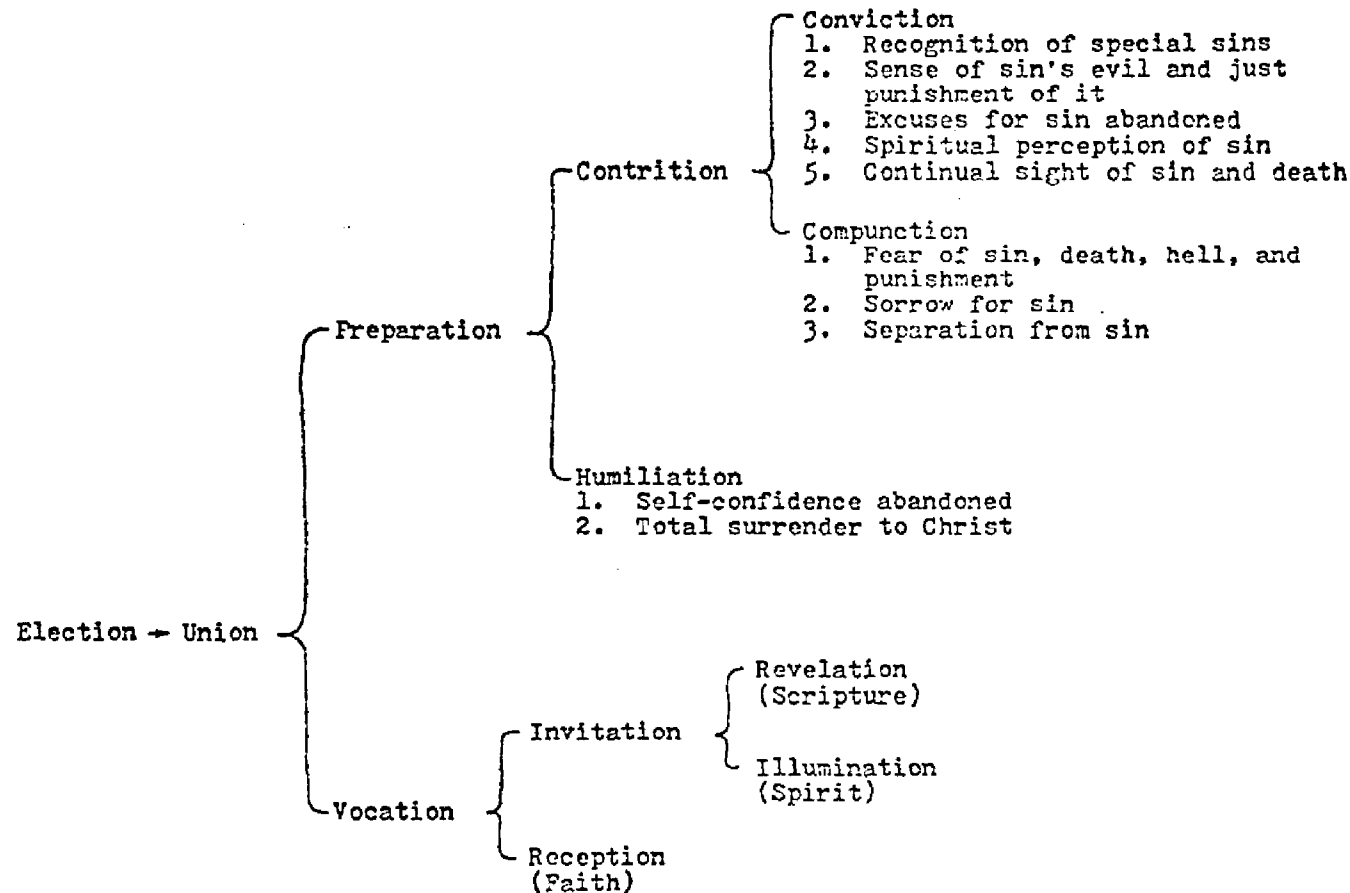 Conviction
1. Recognition of special sins
2. Sense of sin's evil and just
punishment of it
3. Excuses for sin abandoned
4. Spiritual perception of sin
5. Continual sight of sin and death
Contrition
Compunction
1. Fear of sin, death, hell, and
punishment
2. Sorrow for sin
3. Separation from sin
Preparation
Humiliation
1. Self-confidence abandoned
2. Total surrender to Christ
Election → Union
Revelation
(Scripture)
Invitation
Illumination
(Spirit)
Vocation
Reception
(Faith)